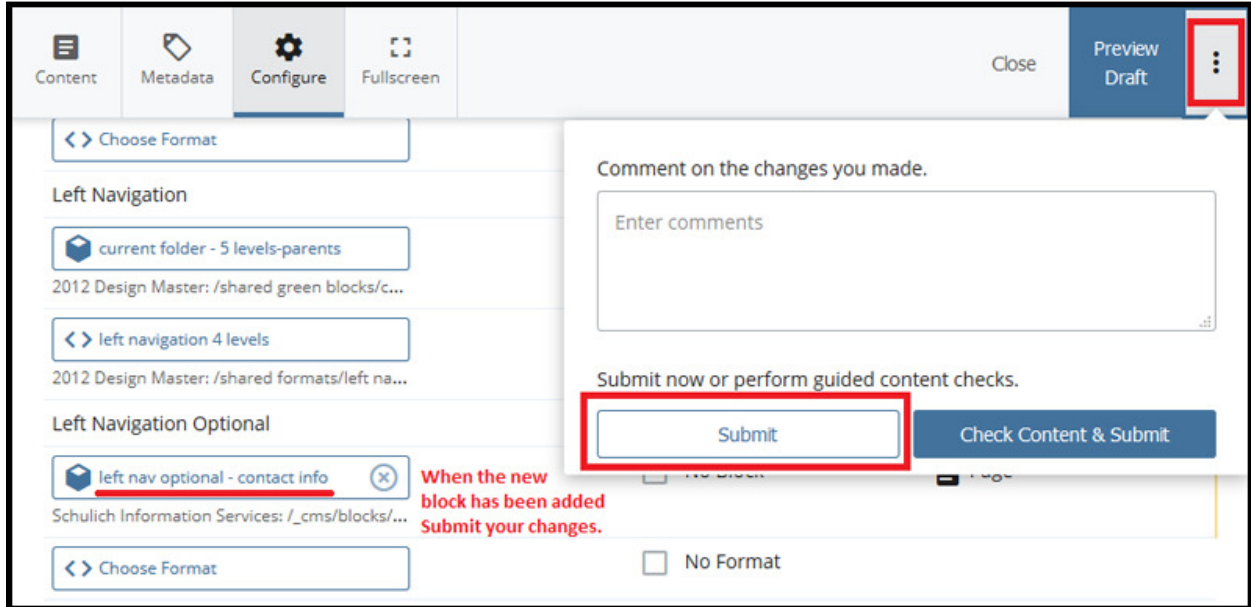 Content
Metadata
Configure
Fullscreen
Close
Preview
Draft
Choose Format
Comment on the changes you made.
Enter comments
Left Navigation
current folder - 5 levels-parents
2012 Design Master: /shared green blocks/c...
left navigation 4 levels
2012 Design Master: /shared formats/left na...
Submit now or perform guided content checks.
Submit
Check Content & Submit
Left Navigation Optional
left nav optional - contact info
When the new
block has been added
Submit your changes.
No Block
Page
Schulich Information Services: /_cms/blocks/...
Choose Format
No Format